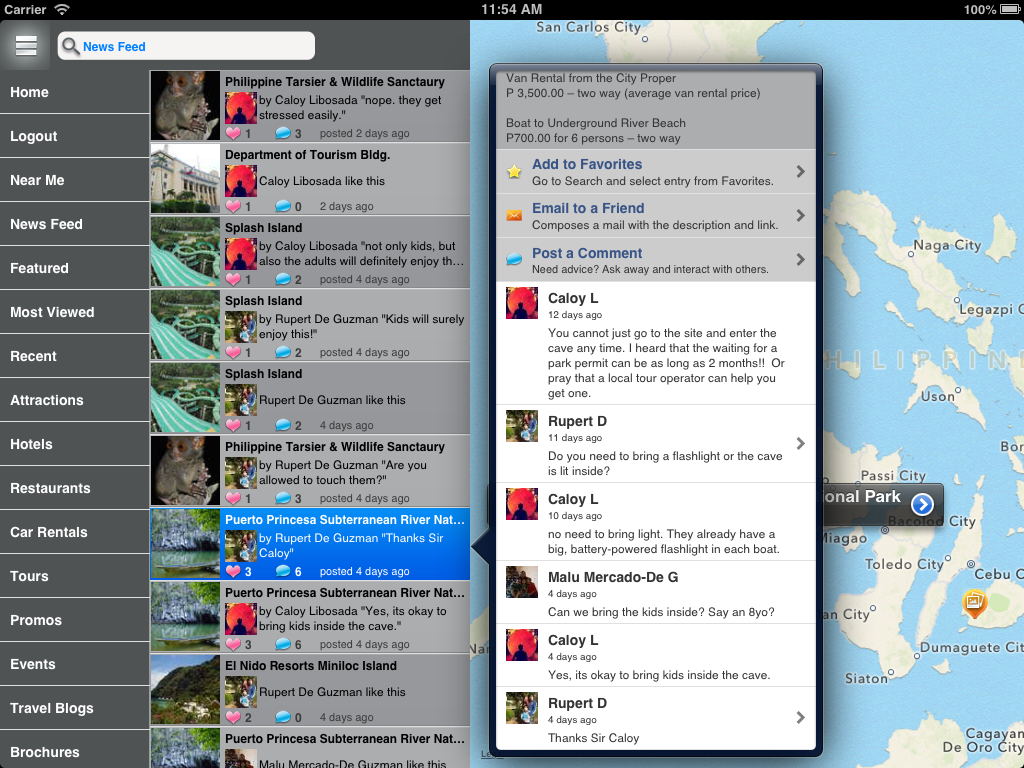 Carrier
11:54 AM
100%
News Feed
Home
Logout
Near Me
News Feed
Featured
Most Viewed
Recent
Attractions
Hotels
Restaurants
Car Rentals
Tours
Promos
Events
Travel Blogs
Brochures
Philippine Tarsier & Wildlife Sanctaury
by Caloy Libosada "nope. they get
stressed easily."
1 3 posted 2 days ago
Department of Tourism Bldg.
Caloy Libosada like this
1 0 2 days ago
Splash Island
by Caloy Libosada "not only kids, but
also the adults will definitely enjoy th…
1 2 posted 4 days ago
Splash Island
by Rupert De Guzman "Kids will surely
enjoy this!"
1 2 posted 4 days ago
Splash Island
Rupert De Guzman like this
1 2 4 days ago
Philippine Tarsier & Wildlife Sanctaury
by Rupert De Guzman "Are you
allowed to touch them?"
1 3 posted 4 days ago
Puerto Princesa Subterranean River Nat…
by Rupert De Guzman "Thanks Sir
Caloy"
3 6 posted 4 days ago
Puerto Princesa Subterranean River Nat…
by Caloy Libosada "Yes, its okay to
bring kids inside the cave."
3 6 posted 4 days ago
El Nido Resorts Miniloc Island
Rupert De Guzman like this
2 0 4 days ago
Puerto Princesa Subterranean River Nat…
Malu Mercado-De Guzman like this
Van Rental from the City Proper
P 3,500.00 – two way (average van rental price)
Boat to Underground River Beach
P700.00 for 6 persons – two way
Add to Favorites
Go to Search and select entry from Favorites.
Email to a Friend
Composes a mail with the description and link.
Post a Comment
Need advice? Ask away and interact with others.
Caloy L
12 days ago
You cannot just go to the site and enter the
cave any time. I heard that the waiting for a
park permit can be as long as 2 months!! Or
pray that a local tour operator can help you
get one.
Rupert D
11 days ago
Do you need to bring a flashlight or the cave
is lit inside?
Caloy L
10 days ago
no need to bring light. They already have a
big, battery-powered flashlight in each boat.
Malu Mercado-De G
4 days ago
Can we bring the kids inside? Say an 8yo?
Caloy L
4 days ago
Yes, its okay to bring kids inside the cave.
Rupert D
4 days ago
Thanks Sir Caloy
San Carlos City
Naga City
Legazpi C
PHILIPPIN
Uson
Bo
Passi City
ional Park
Bacolod City
Miagao
Toledo City
Cebu C
an City
Dumaguete City
Siaton
Nar
Cagayan
De Oro City